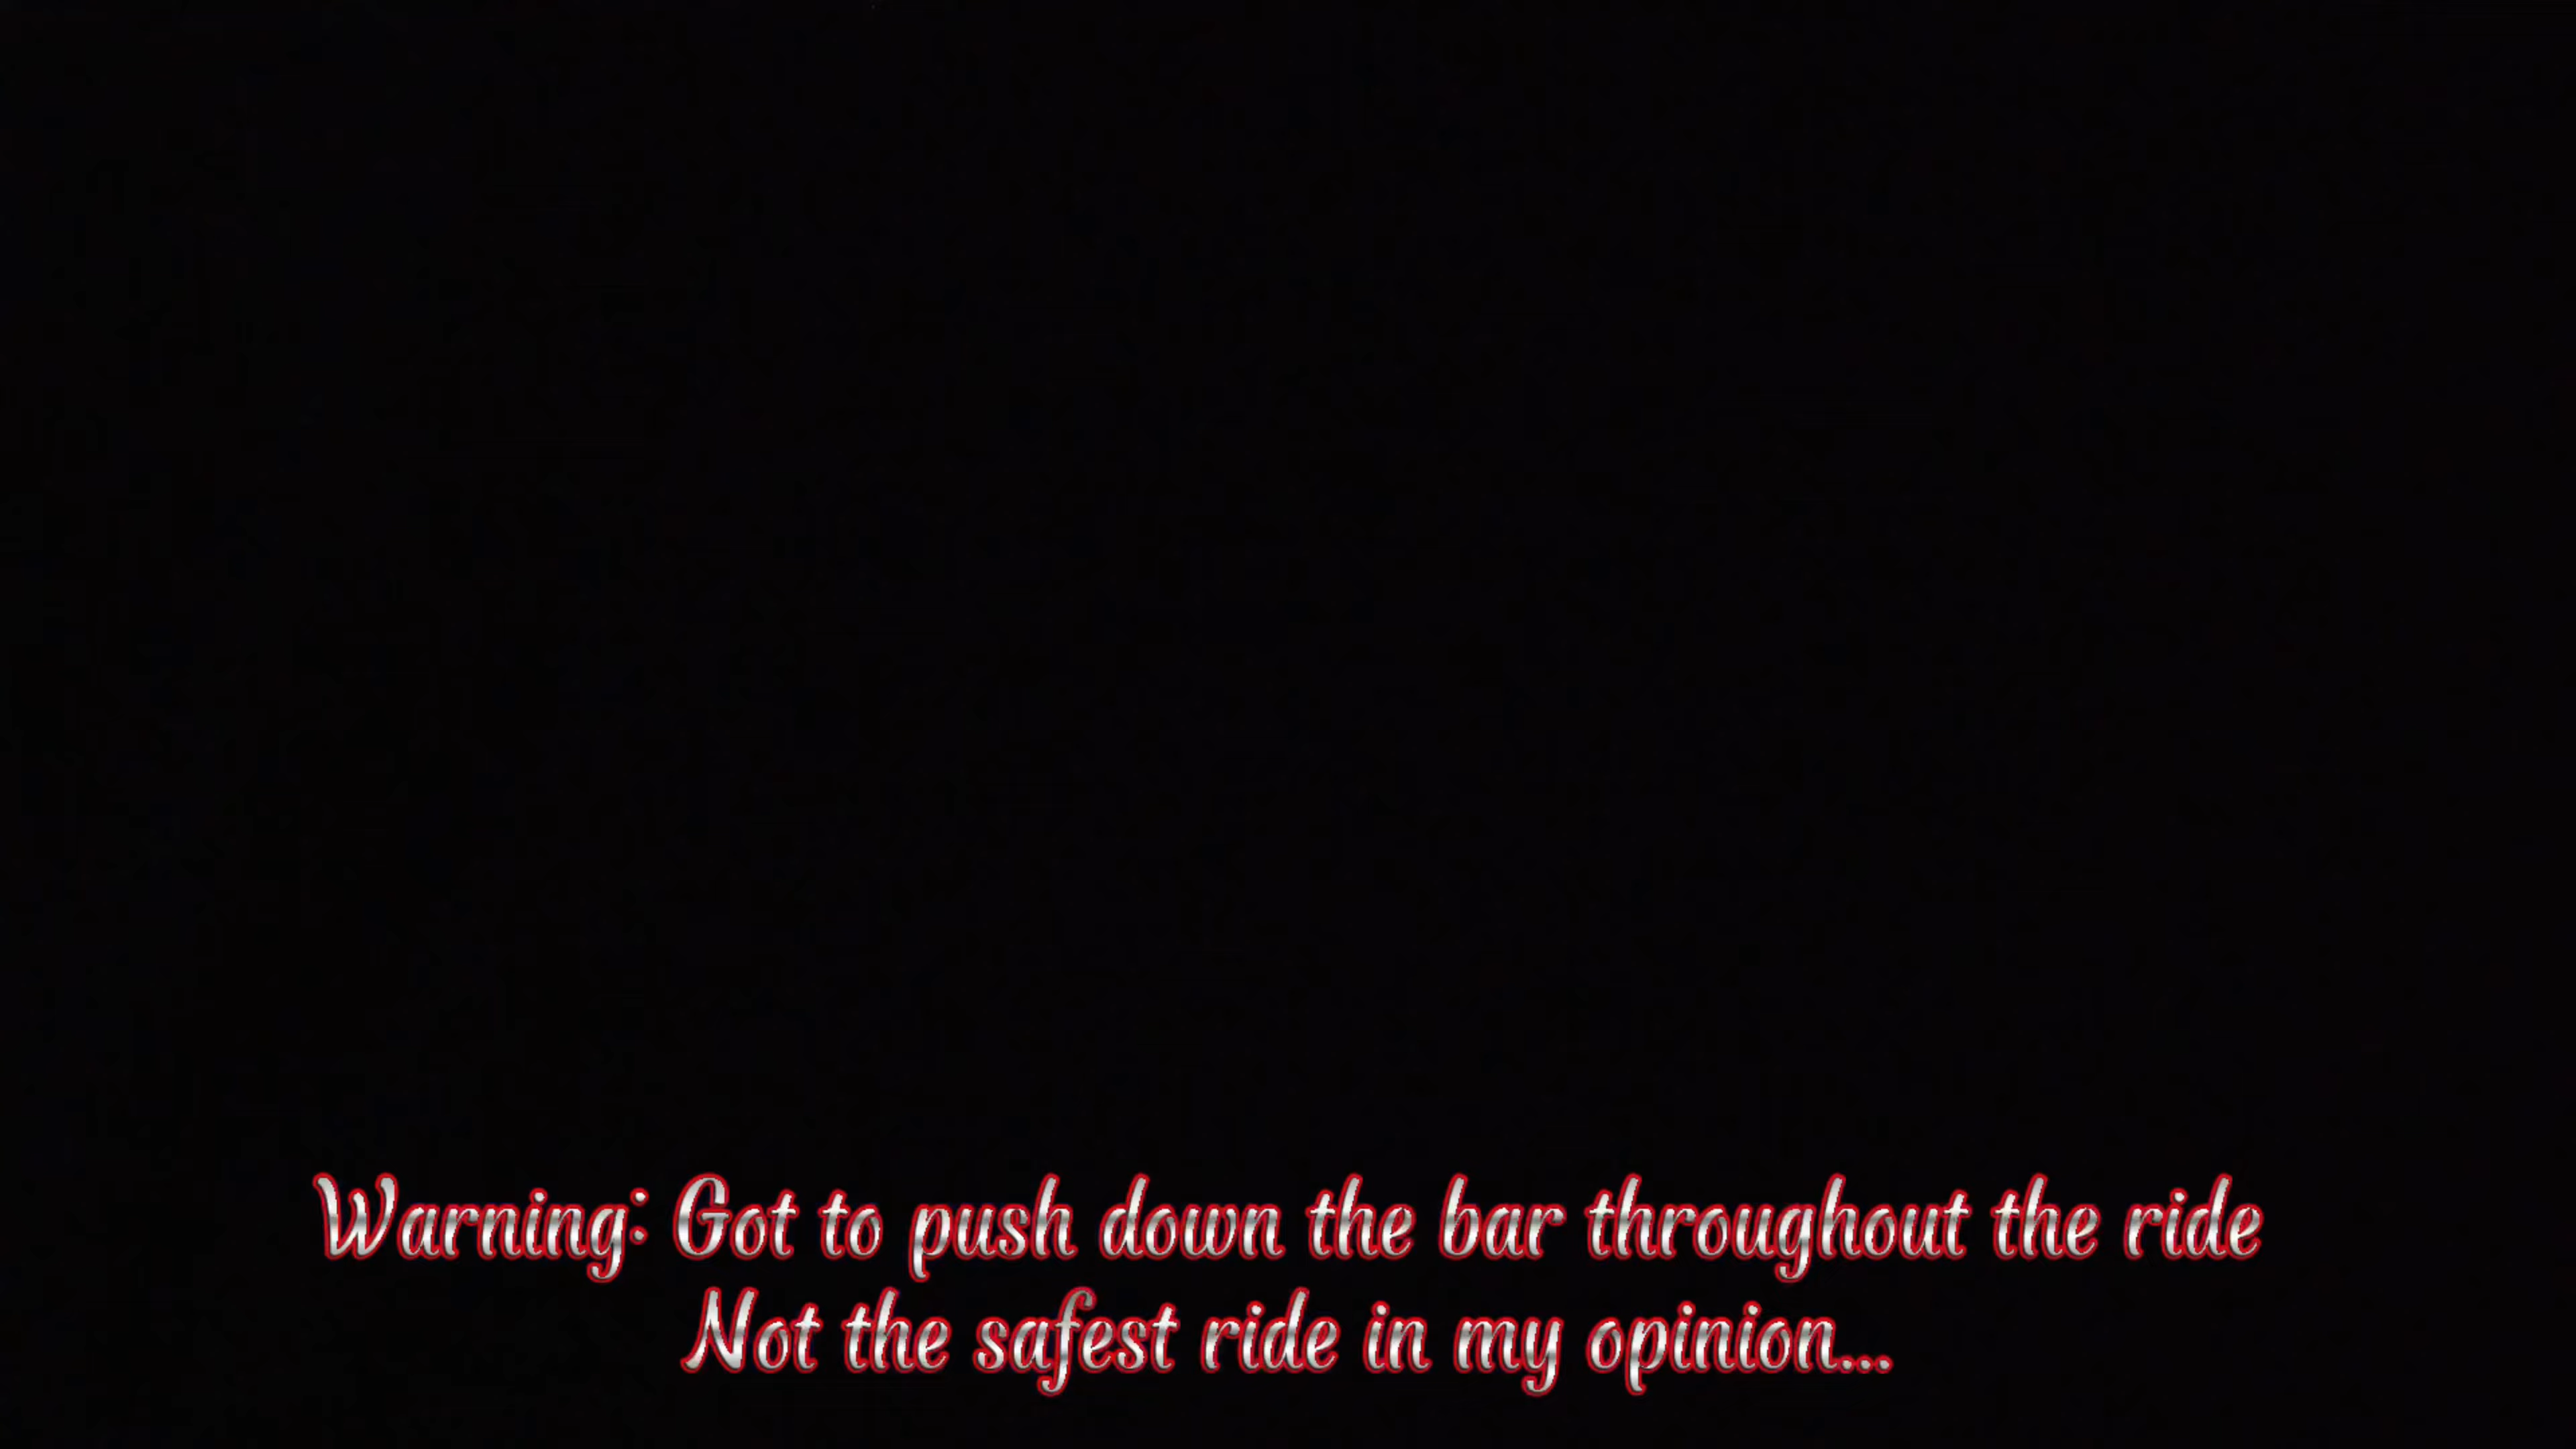 Warning: Got to push down the bar throughout the ride
Not the safest ride in my opinion...